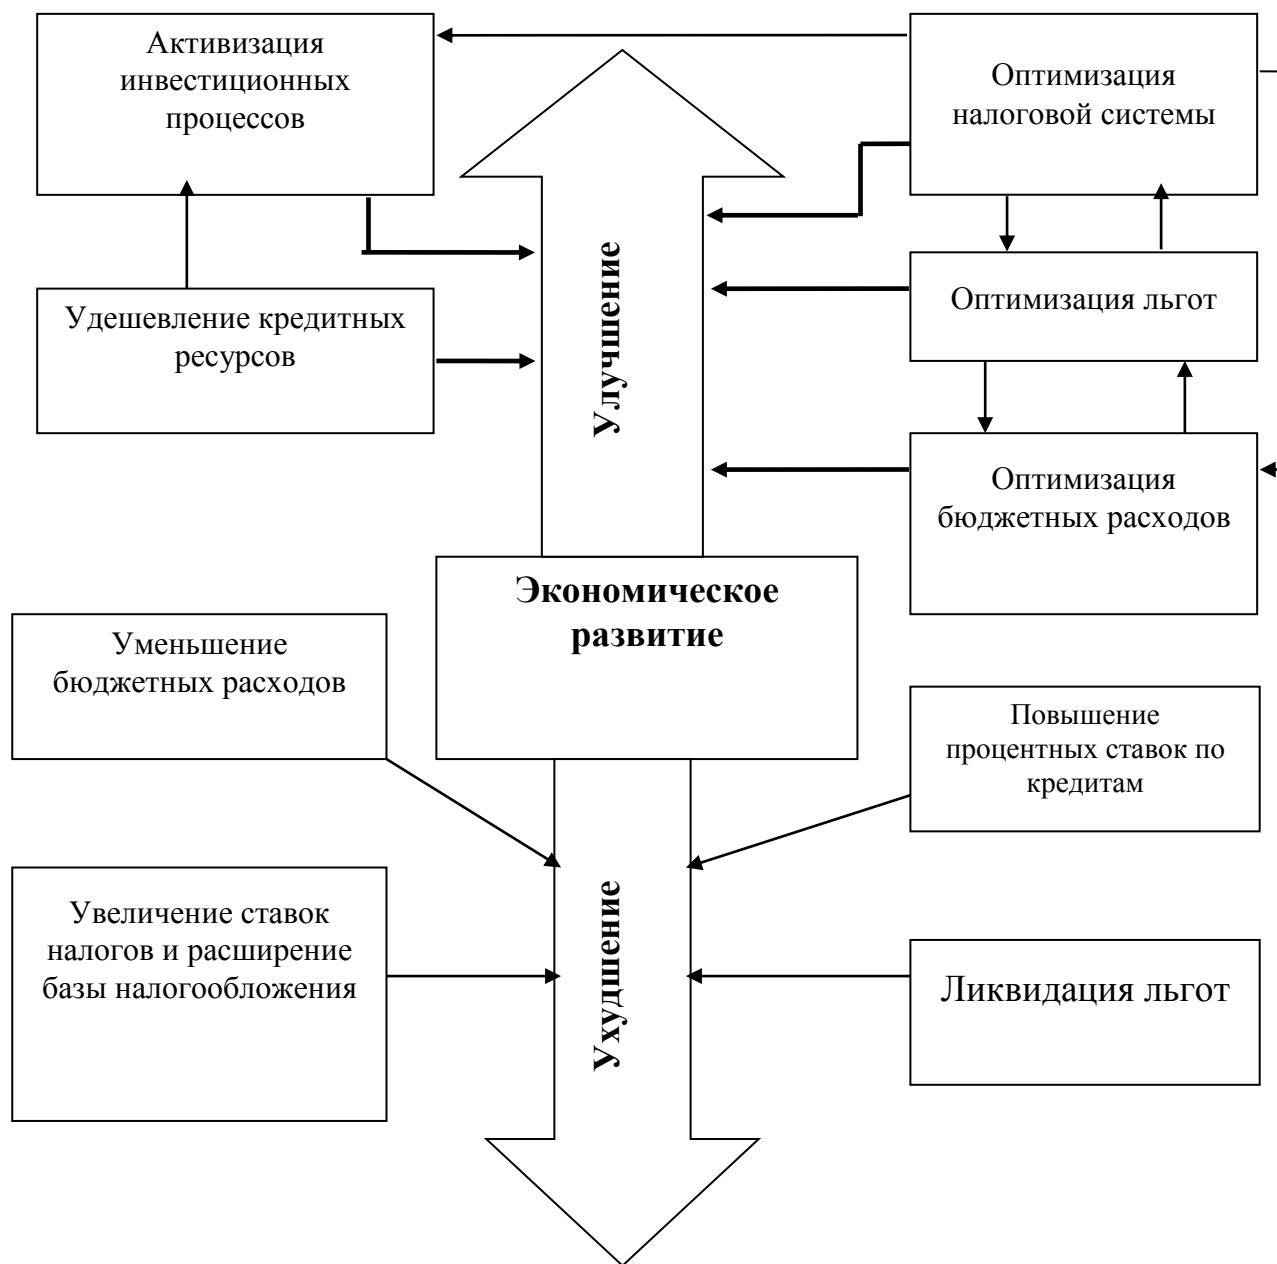 Активизация
инвестиционных
процессов
Оптимизация
налоговой системы
Удешевление кредитных
ресурсов
Улучшение
Оптимизация льгот
Оптимизация
бюджетных расходов
Экономическое
развитие
Уменьшение
бюджетных расходов
Повышение
процентных ставок по
кредитам
Увеличение ставок
налогов и расширение
базы налогообложения
Ухудшение
Ликвидация льгот